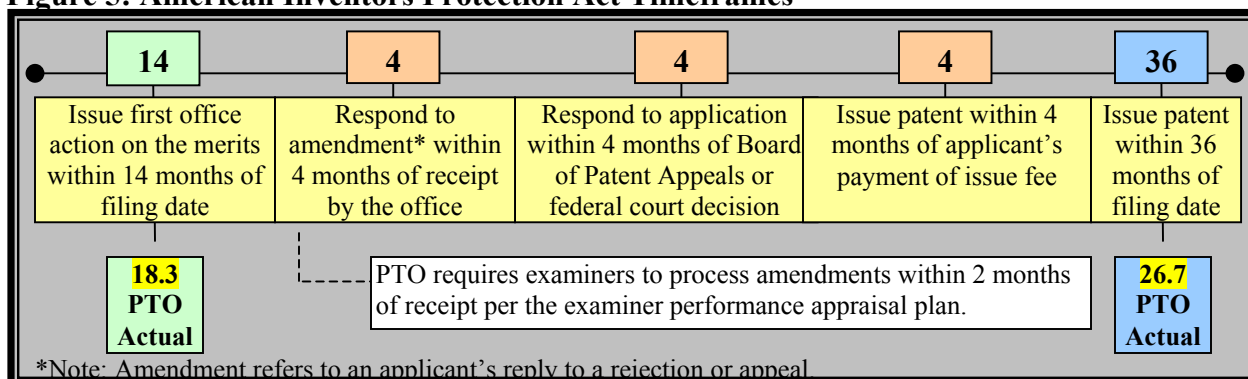 Figure 3: American Inventors Protection Act Timeframes
14
4
4
4
36
Issue first office
action on the merits
within 14 months of
filing date
Respond to
amendment* within
4 months of receipt
by the office
Respond to application
within 4 months of Board
of Patent Appeals or
federal court decision
Issue patent within 4
months of applicant’s
payment of issue fee
Issue patent
within 36
months of
filing date
18.3
PTO
Actual
PTO requires examiners to process amendments within 2 months
of receipt per the examiner performance appraisal plan.
26.7
PTO
Actual
*Note: Amendment refers to an applicant’s reply to a rejection or appeal.